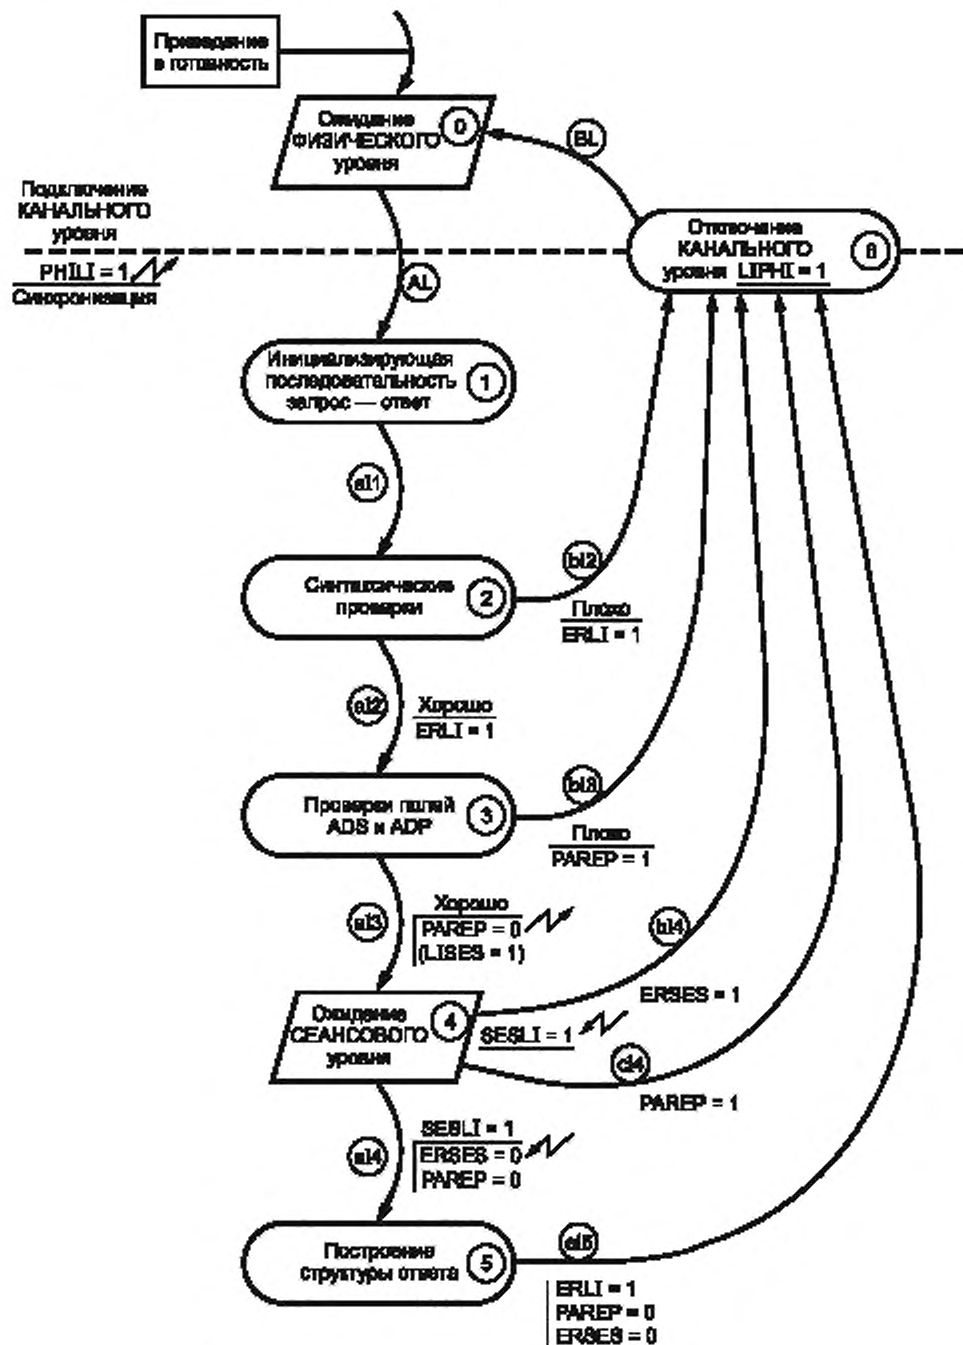 Приведение
в готовность
Ожидание
ФИЗИЧЕСКОГО
уровня
0
BL
Подключение
КАНАЛЬНОГО
уровня
PHILI = 1
Синхронизация
Отключение
КАНАЛЬНОГО
уровня LIPHI = 1
6
AL
Инициализирующая
последовательность
запрос — ответ
1
al1
Синтаксические
проверки
2
bl2
Плохо
ERLI = 1
al2
Хорошо
ERLI = 1
Проверки полей
ADS и ADP
3
bl3
Плохо
PAREP = 1
al3
Хорошо
PAREP = 0
(LISES = 1)
bl4
ERSES = 1
Ожидание
СЕАНСОВОГО
уровня
4
SESLI = 1
cl4
PAREP = 1
al4
SESLI = 1
ERSES = 0
PAREP = 0
Построение
структуры ответа
5
al5
ERLI = 1
PAREP = 0
ERSES = 0